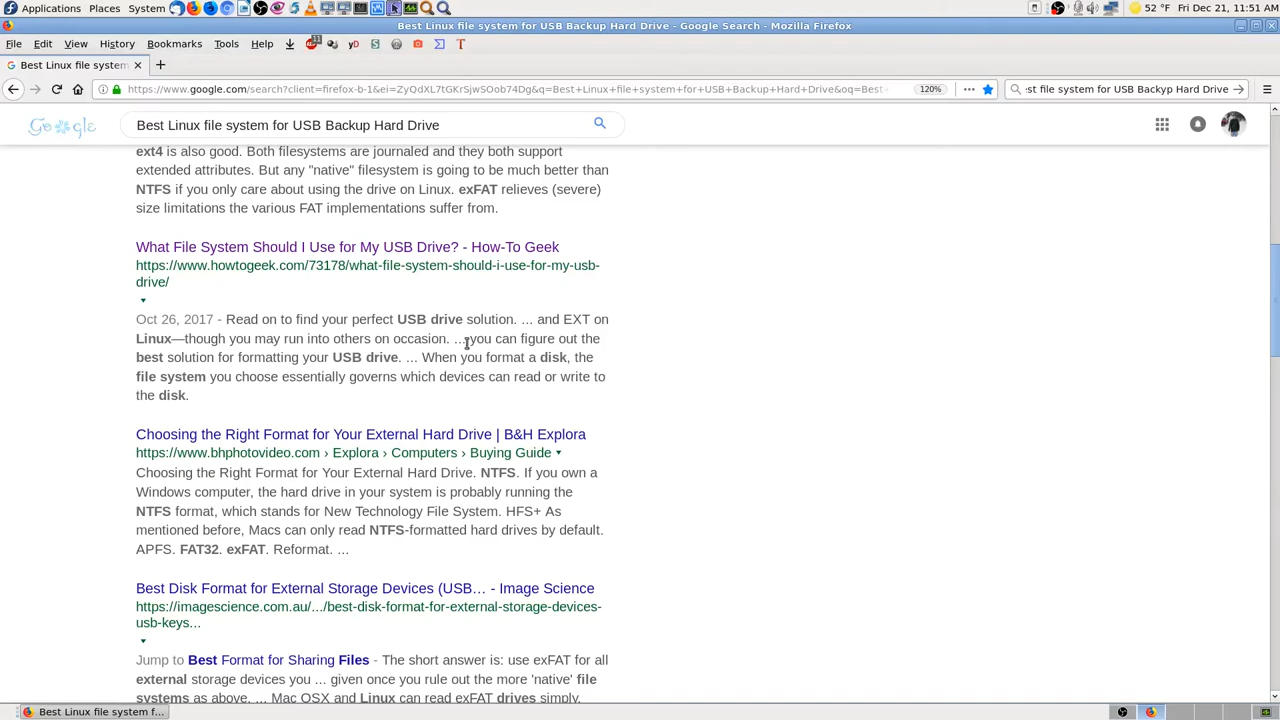 Applications Places System 52 °F Fri Dec 21, 11:51 AM
Best Linux file system for USB Backup Hard Drive - Google Search - Mozilla Firefox
File Edit View History Bookmarks Tools Help 11 yD S Σ T
G Best Linux file system × +
https://www.google.com/search?client=firefox-b-1&ei=ZyQdXL7tGKrSjwSOob74Dg&q=Best+Linux+file+system+for+USB+Backup+Hard+Drive&oq=Best+ 120% ··· st file system for USB Backyp Hard Drive
Google Best Linux file system for USB Backup Hard Drive
ext4 is also good. Both filesystems are journaled and they both support
extended attributes. But any "native" filesystem is going to be much better than
NTFS if you only care about using the drive on Linux. exFAT relieves (severe)
size limitations the various FAT implementations suffer from.
What File System Should I Use for My USB Drive? - How-To Geek
https://www.howtogeek.com/73178/what-file-system-should-i-use-for-my-usb-
drive/
Oct 26, 2017 - Read on to find your perfect USB drive solution. ... and EXT on
Linux—though you may run into others on occasion. ... you can figure out the
best solution for formatting your USB drive. ... When you format a disk, the
file system you choose essentially governs which devices can read or write to
the disk.
Choosing the Right Format for Your External Hard Drive | B&H Explora
https://www.bhphotovideo.com › Explora › Computers › Buying Guide
Choosing the Right Format for Your External Hard Drive. NTFS. If you own a
Windows computer, the hard drive in your system is probably running the
NTFS format, which stands for New Technology File System. HFS+ As
mentioned before, Macs can only read NTFS-formatted hard drives by default.
APFS. FAT32. exFAT. Reformat. ...
Best Disk Format for External Storage Devices (USB... - Image Science
https://imagescience.com.au/.../best-disk-format-for-external-storage-devices-
usb-keys...
Jump to Best Format for Sharing Files - The short answer is: use exFAT for all
external storage devices you ... given once you rule out the more 'native' file
systems as above. ... Mac OSX and Linux can read exFAT drives simply.
Best Linux file system f...